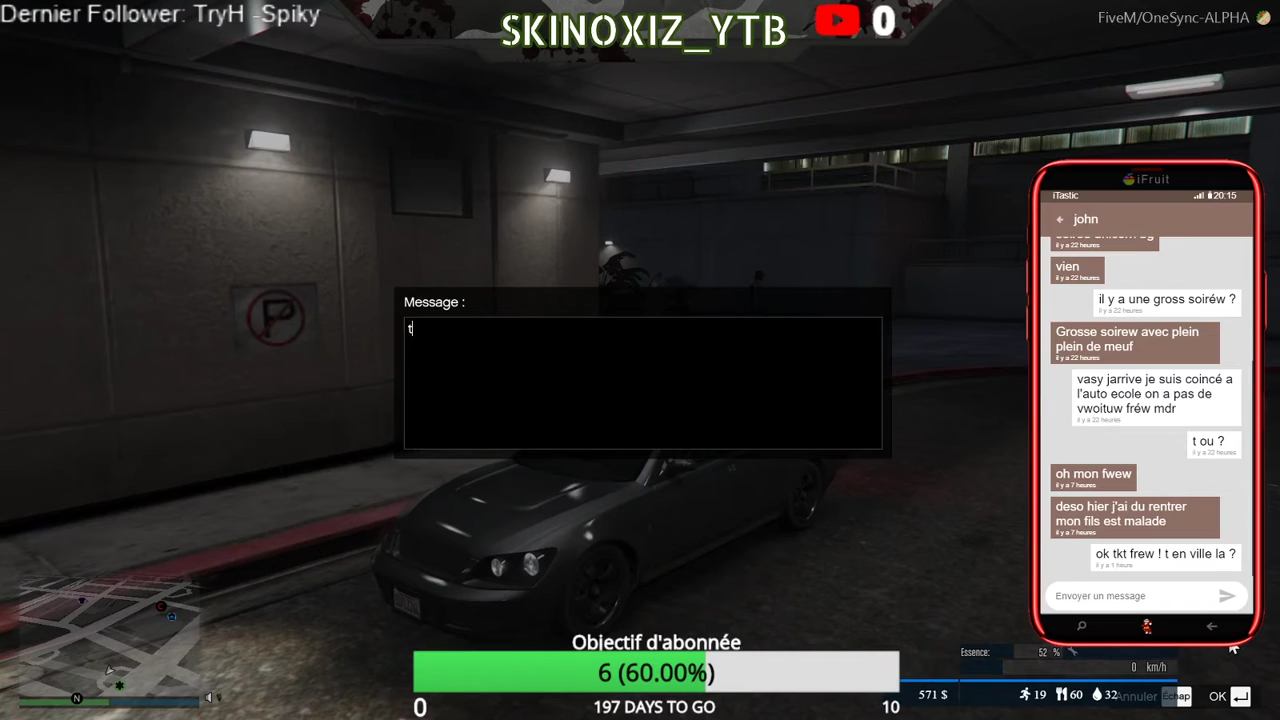 Dernier Follower: TryH -Spiky
SKINOXIZ_YTB
0
FiveM/OneSync-ALPHA
iFruit
iTastic
20:15
john
il y a 22 heures
vien
il y a 22 heures
il y a une gross soiréw ?
il y a 22 heures
Grosse soirew avec plein
plein de meuf
il y a 22 heures
vasy jarrive je suis coincé a
l'auto ecole on a pas de
vwoituw fréw mdr
il y a 22 heures
t ou ?
il y a 22 heures
oh mon fwew
il y a 7 heures
deso hier j'ai du rentrer
mon fils est malade
il y a 7 heures
ok tkt frew ! t en ville la ?
il y a 1 heure
Envoyer un message
Message :
t
Objectif d'abonnée
6 (60.00%)
0
197 DAYS TO GO
10
Essence: 52 %
0 km/h
571 $
19
60
32
Annuler
Echap
OK
N